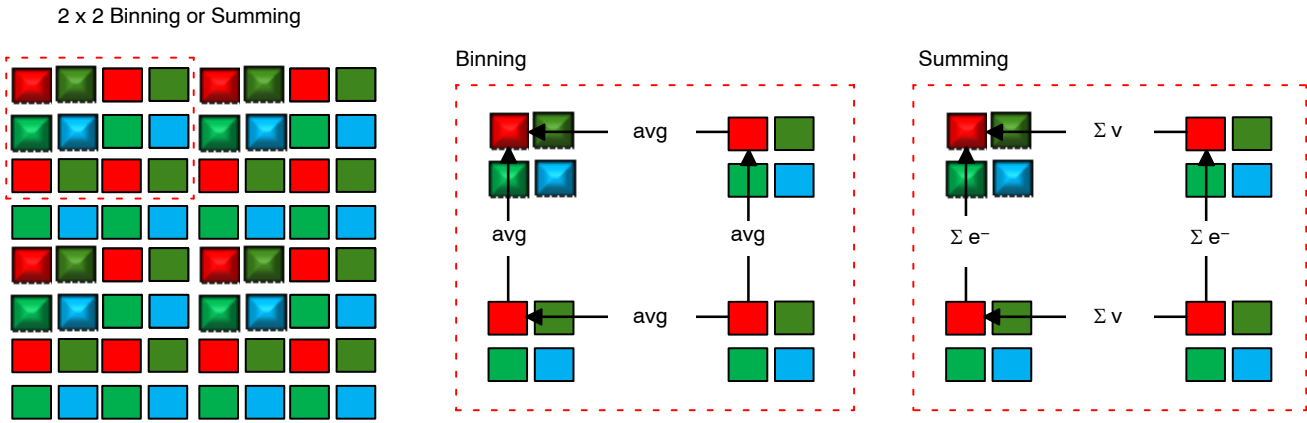 2 x 2 Binning or Summing
Binning
Summing
avg
Σ v
avg
avg
Σ e⁻
Σ e⁻
avg
Σ v